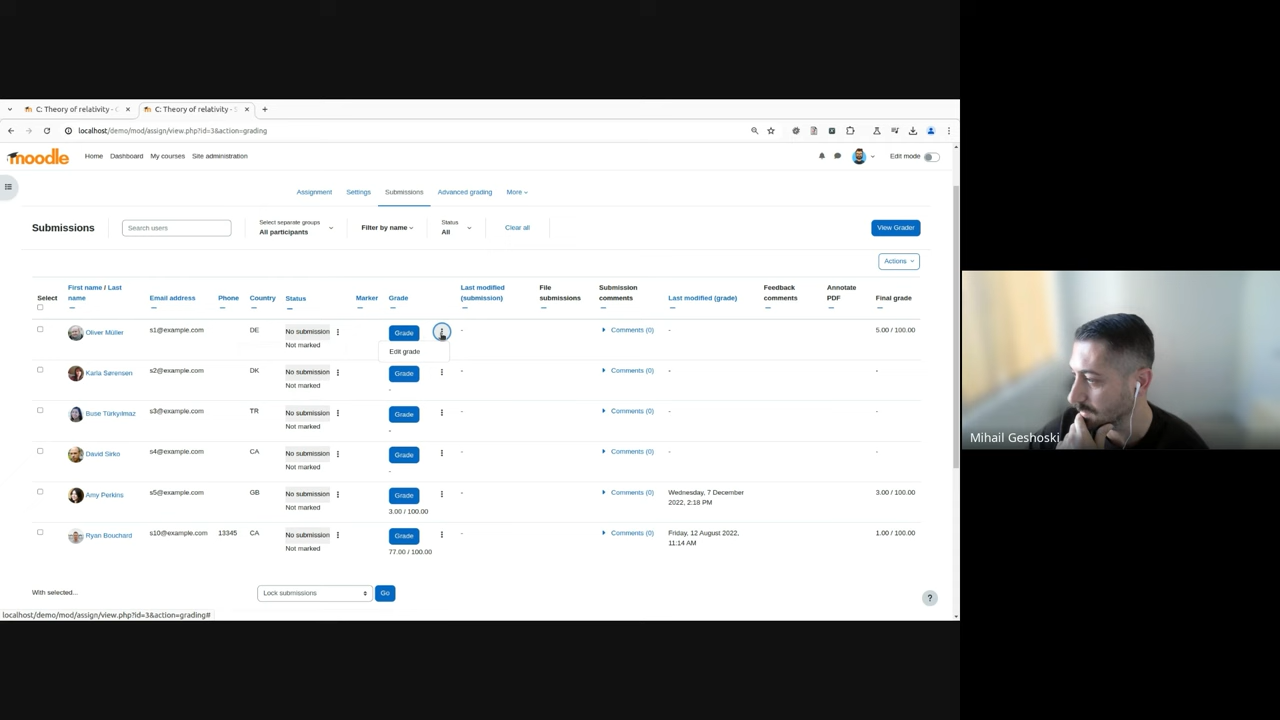 C: Theory of relativity -
C: Theory of relativity - S
localhost/demo/mod/assign/view.php?id=3&action=grading
moodle Home Dashboard My courses Site administration Edit mode
Assignment Settings Submissions Advanced grading More
Submissions Search users Select separate groups All participants Filter by name Status All Clear all View Grader
Actions
Select First name / Last name Email address Phone Country Status Marker Grade Last modified (submission) File submissions Submission comments Last modified (grade) Feedback comments Annotate PDF Final grade
Oliver Müller s1@example.com DE No submission Grade - Comments (0) - 5.00 / 100.00
Not marked
Edit grade
Karla Sørensen s2@example.com DK No submission Grade - Comments (0) - -
Not marked -
Buse Türkyılmaz s3@example.com TR No submission Grade - Comments (0) - -
Not marked -
David Sirko s4@example.com CA No submission Grade - Comments (0) - -
Not marked -
Amy Perkins s5@example.com GB No submission Grade - Comments (0) Wednesday, 7 December 2022, 2:18 PM 3.00 / 100.00
Not marked 3.00 / 100.00
Ryan Bouchard s10@example.com 13345 CA No submission Grade - Comments (0) Friday, 12 August 2022, 11:14 AM 1.00 / 100.00
Not marked 77.00 / 100.00
With selected... Lock submissions Go
?
localhost/demo/mod/assign/view.php?id=3&action=grading#
Mihail Geshoski